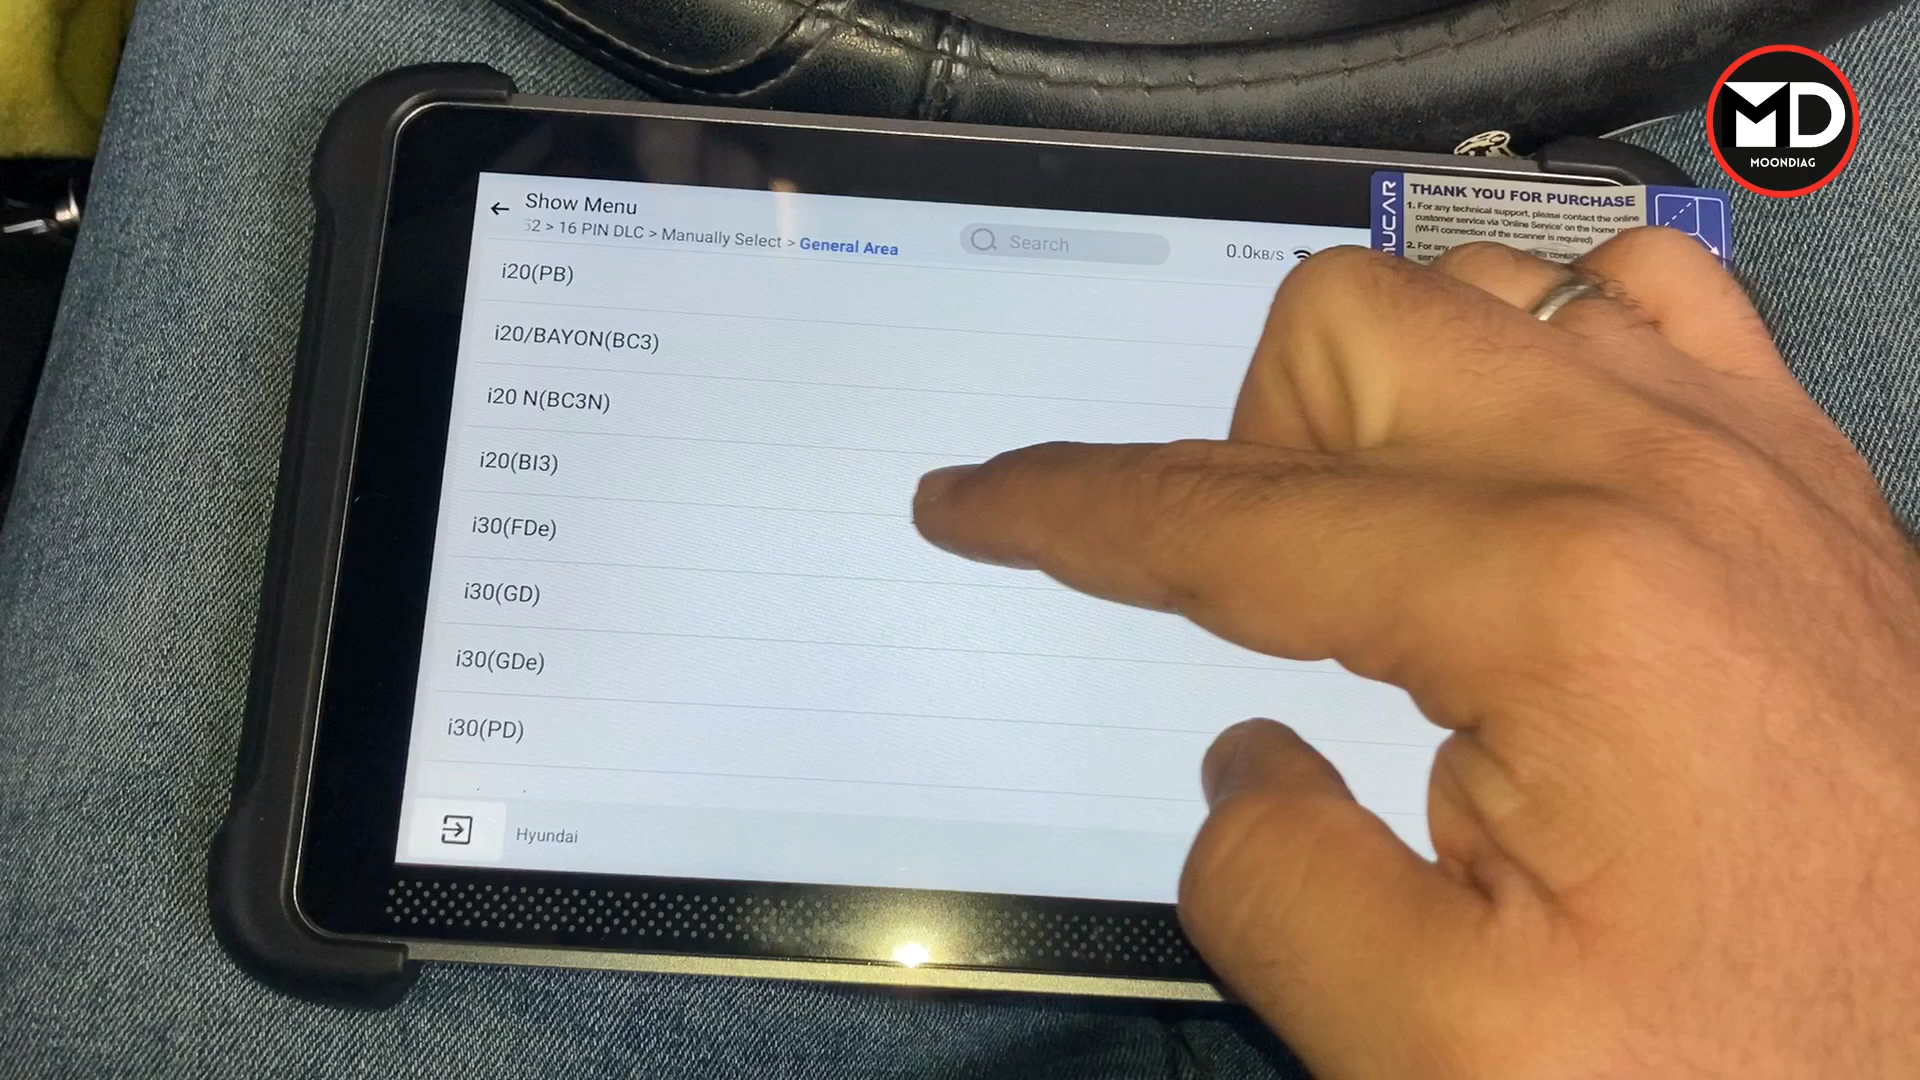 MD
MOONDIAG
Show Menu
52 > 16 PIN DLC > Manually Select > General Area
Search
0.0KB/S
i20(PB)
i20/BAYON(BC3)
i20 N(BC3N)
i20(BI3)
i30(FDe)
i30(GD)
i30(GDe)
i30(PD)
Hyundai
THANK YOU FOR PURCHASE
1. For any technical support, please contact the online
customer service via 'Online Service' on the home
(Wi-Fi connection of the scanner is required)
2. For any